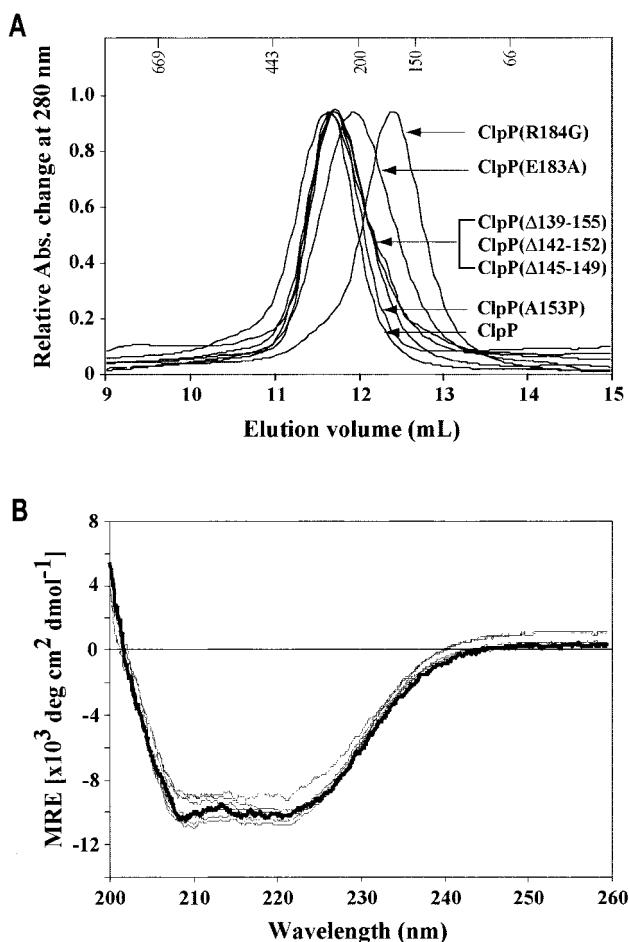 A
669 443 200 150 66
Relative Abs. change at 280 nm
1.0
0.8
0.6
0.4
0.2
0
ClpP(R184G)
ClpP(E183A)
ClpP(Δ139-155)
ClpP(Δ142-152)
ClpP(Δ145-149)
ClpP(A153P)
ClpP
9 10 11 12 13 14 15
Elution volume (mL)
B
MRE [x10³ deg cm² dmol⁻¹]
8
4
0
-4
-8
-12
200 210 220 230 240 250 260
Wavelength (nm)